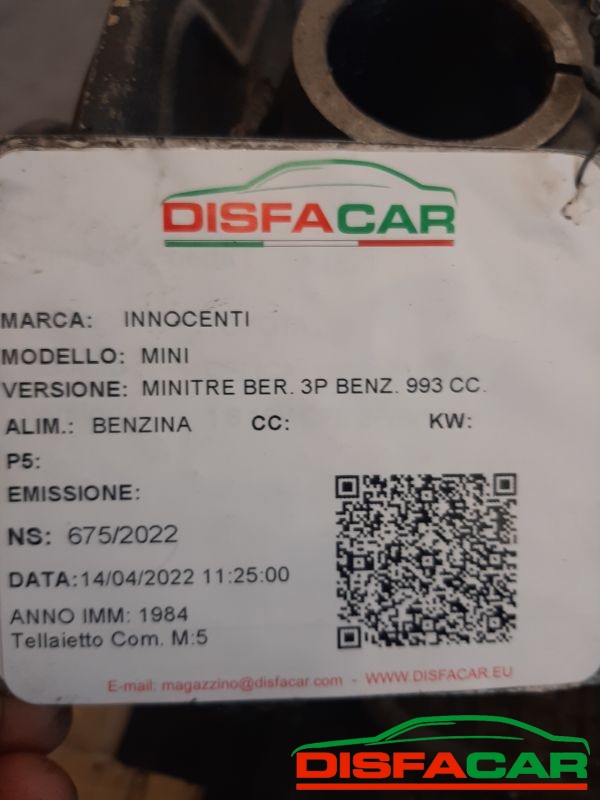 DISFACAR
MARCA: INNOCENTI
MODELLO: MINI
VERSIONE: MINITRE BER. 3P BENZ. 993 CC.
ALIM.: BENZINA CC: KW:
P5:
EMISSIONE:
NS: 675/2022
DATA:14/04/2022 11:25:00
ANNO IMM: 1984
Tellaietto Com. M:5
E-mail: magazzino@disfacar.com - WWW.DISFACAR.EU
DISFACAR